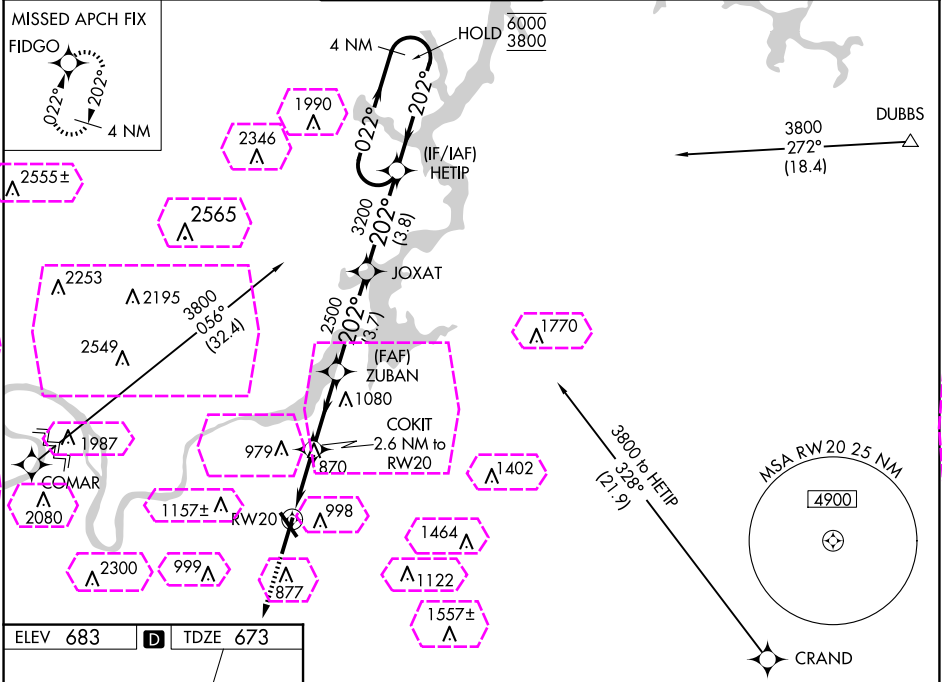 MISSED APCH FIX
FIDGO
022°
202°
4 NM
4 NM
HOLD
6000
3800
022°
202°
1990
2346
(IF/IAF)
HETIP
DUBBS
3800
272°
(18.4)
2555±
2565
3200
202°
(3.8)
JOXAT
2253
2195
2549
3800
056°
(32.4)
2500
202°
(3.7)
1770
(FAF)
ZUBAN
1080
COKIT
2.6 NM to
RW20
979
870
1987
COMAR
2080
1402
3800 to HETIP
328°
(21.9)
MSA RW20 25 NM
4900
1157±
RW20
998
1464
2300
999
877
1122
1557±
CRAND
ELEV 683
D
TDZE 673